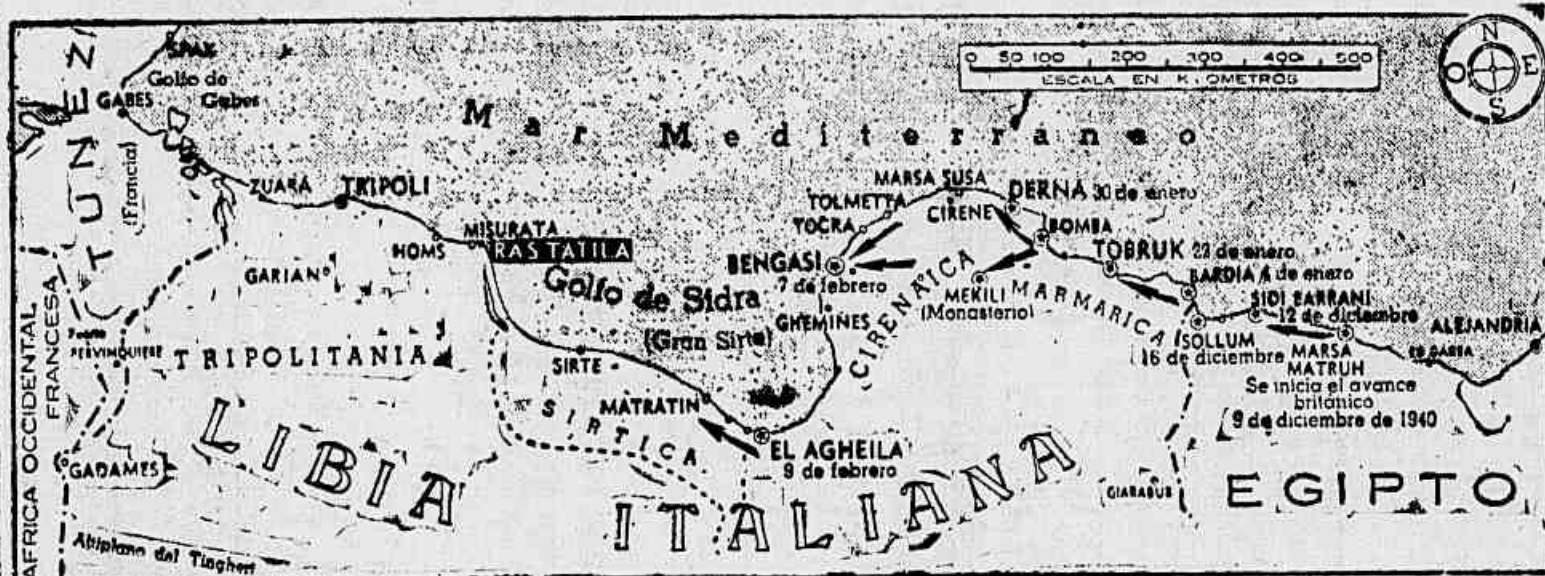 SFAX
Golfo de
Gabes
GABES
TUNEZ
(Francia)
0 50 100 200 300 400 500
ESCALA EN K OMETROS
N
O E
S
Mar Mediterraneo
ZUARA
TRIPOLI
HOMS
MISURATA
RAS TATILA
GARIAN
Golfo de Sidra
(Gran Sirte)
MARSA SUSA
TOLMETTA
TOCRA
CIRENE
DERNA 30 de enero
BOMBA
BENGASI
7 de febrero
TOBRUK 22 de enero
BARDIA 4 de enero
SIDI BARRANI
12 de diciembre
ALEJANDRIA
MEKILI
(Monasterio)
MARMARICA
CIRENAICA
GHEMINES
SOLLUM
16 de diciembre
MARSA
MATRUH
Se inicia el avance
británico
9 de diciembre de 1940
AFRICA OCCIDENTAL
FRANCESA
PERVINQUIERE
TRIPOLITANIA
SIRTE
MATRATIN
SIRTICA
EL AGHEILA
9 de febrero
GADAMES
LIBIA ITALIANA
GIARABUB
EGIPTO
Altiplano del Tinghert